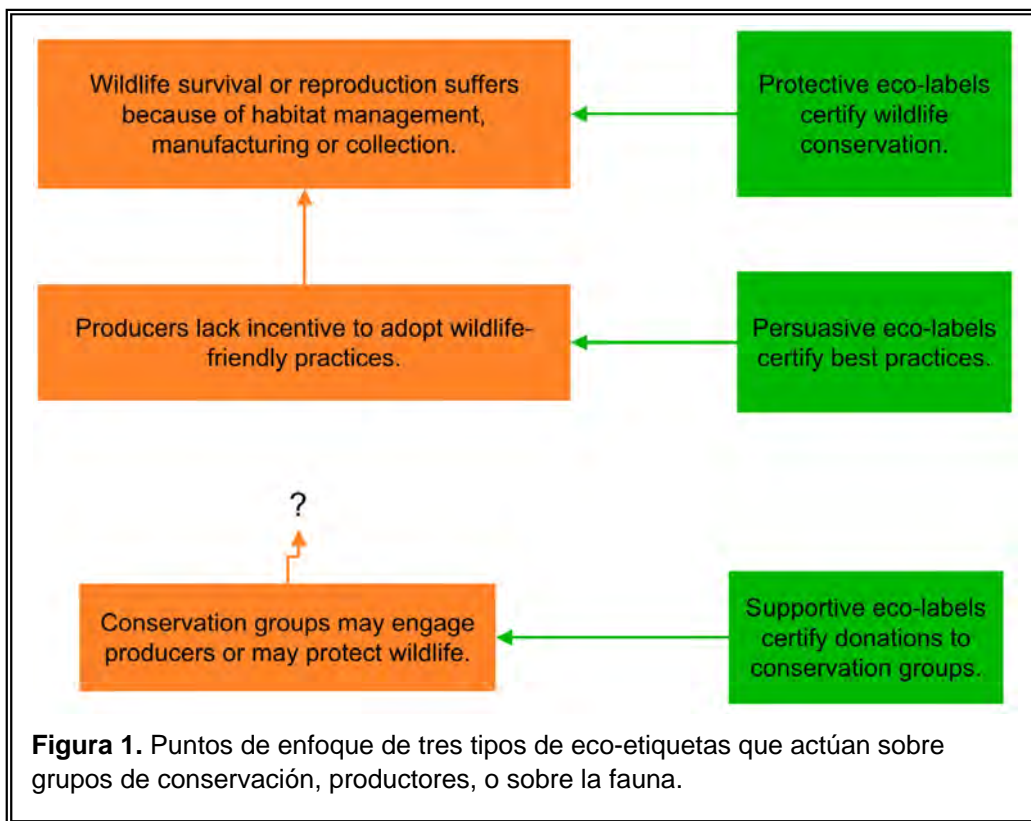 Wildlife survival or reproduction suffers
because of habitat management,
manufacturing or collection.
Protective eco-labels
certify wildlife
conservation.
Producers lack incentive to adopt wildlife-
friendly practices.
Persuasive eco-labels
certify best practices.
?
Conservation groups may engage
producers or may protect wildlife.
Supportive eco-labels
certify donations to
conservation groups.
Figura 1. Puntos de enfoque de tres tipos de eco-etiquetas que actúan sobre
grupos de conservación, productores, o sobre la fauna.